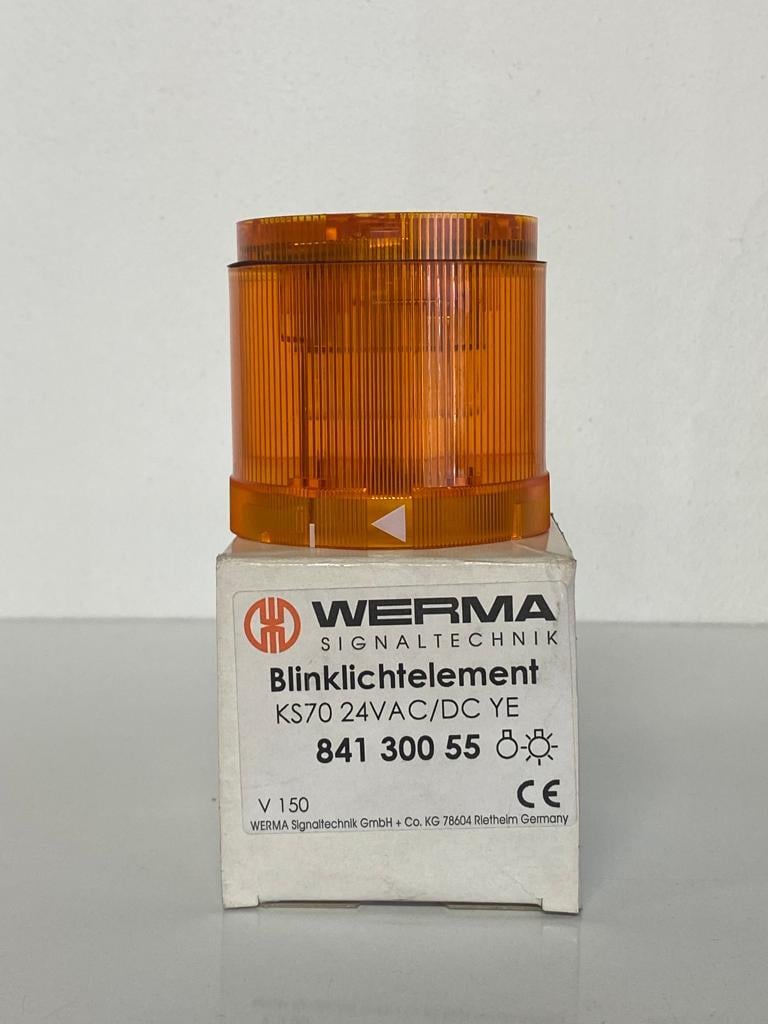 WERMA
SIGNALTECHNIK
Blinklichtelement
KS70 24VAC/DC YE
841 300 55
V 150
CE
WERMA Signaltechnik GmbH + Co. KG 78604 Rietheim Germany